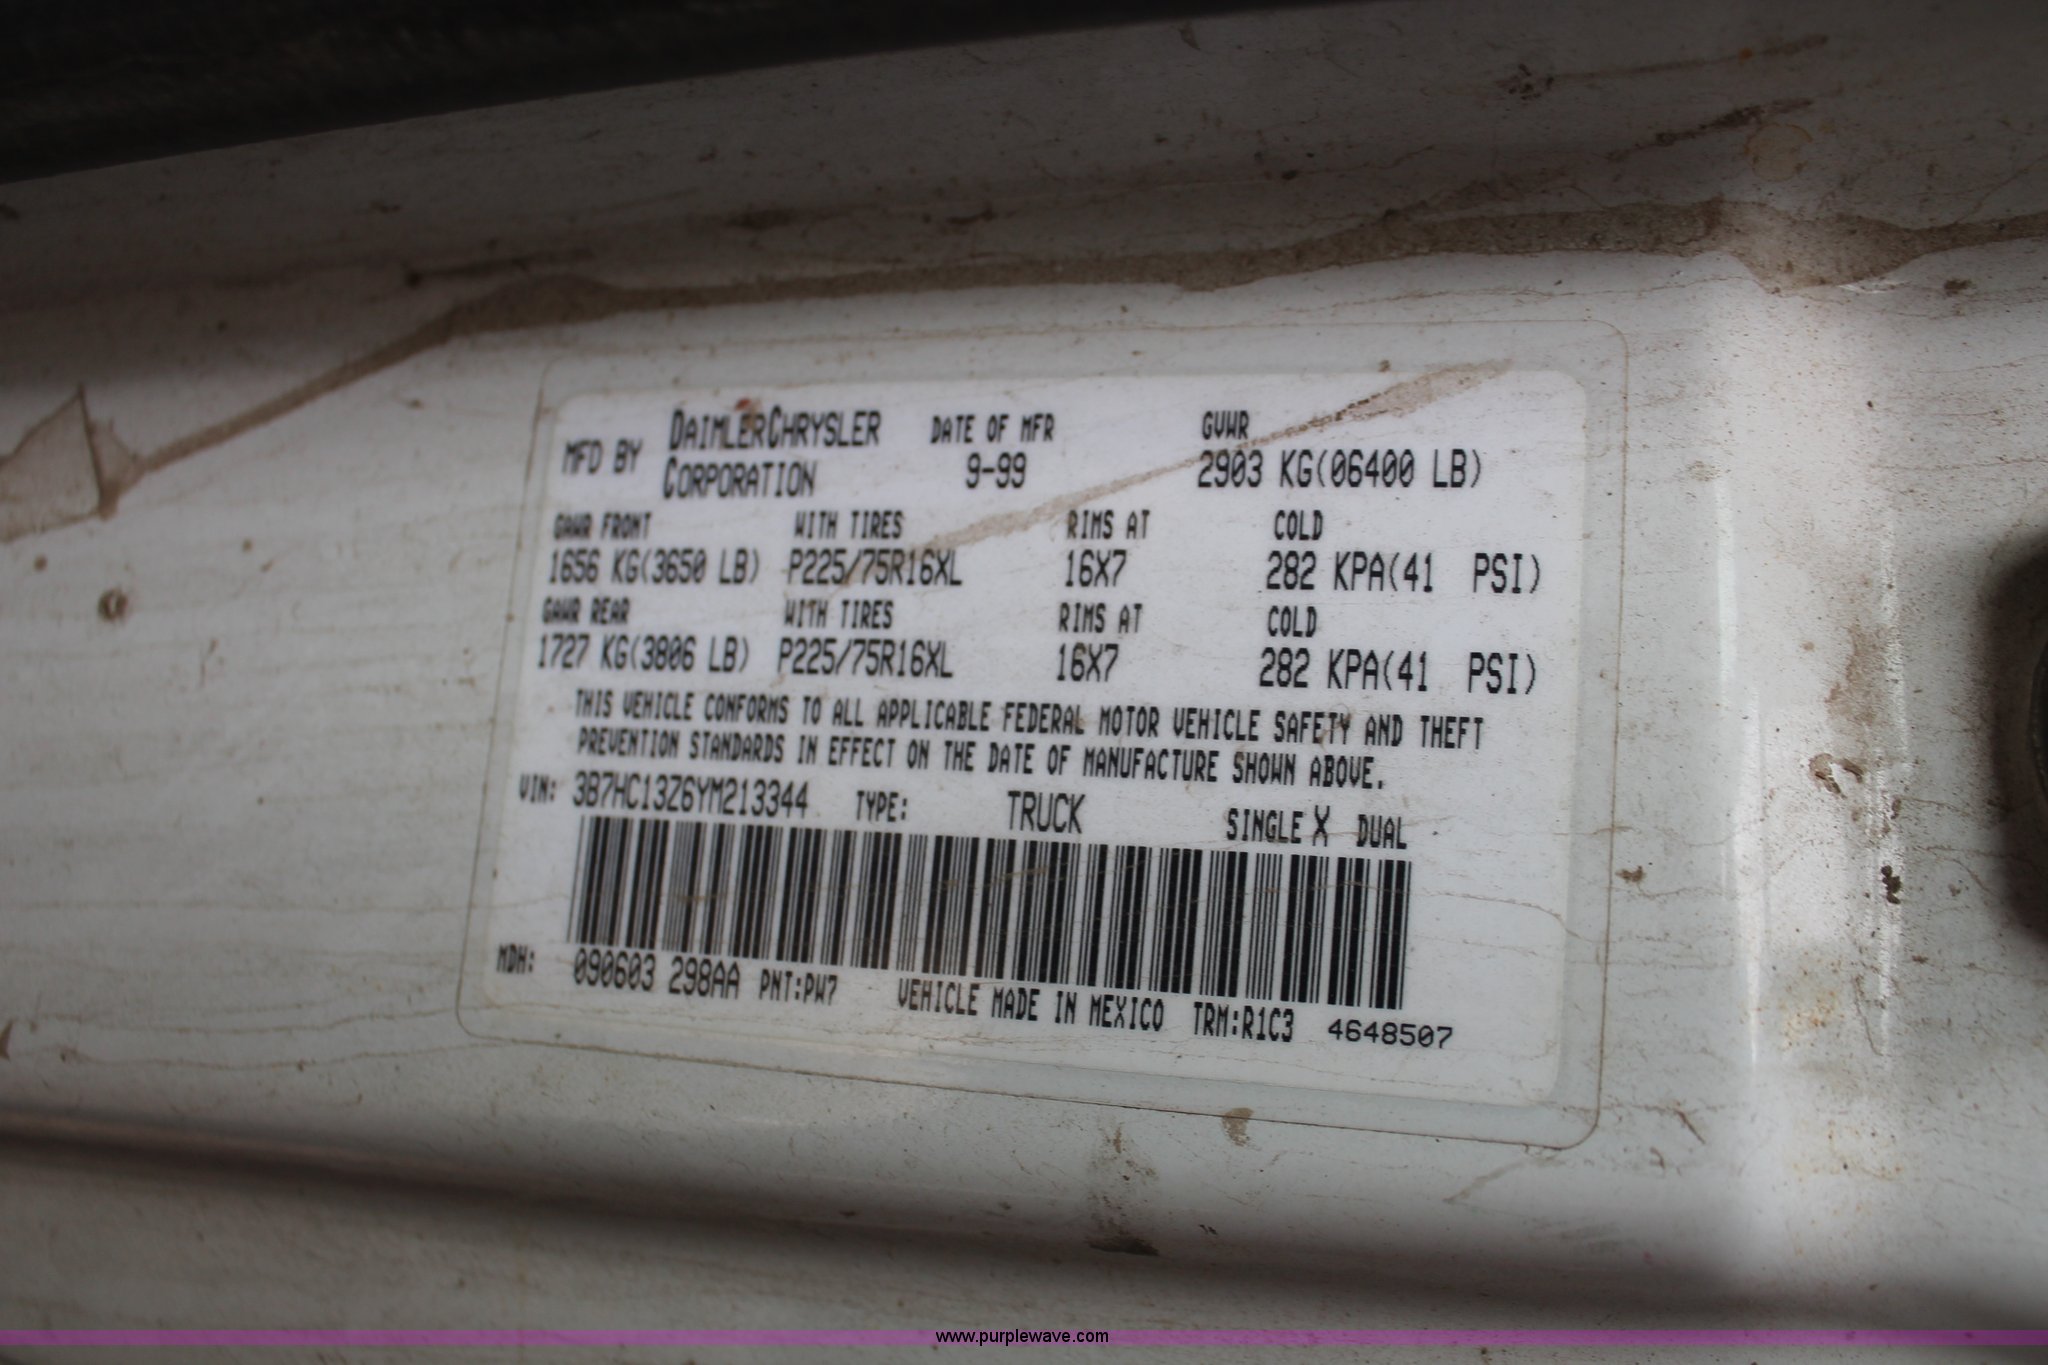 MFD BY DAIMLERCHRYSLER CORPORATION DATE OF MFR 9-99 GVWR 2903 KG(06400 LB)
GAWR FRONT WITH TIRES RIMS AT COLD
1656 KG(3650 LB) P225/75R16XL 16X7 282 KPA(41 PSI)
GAWR REAR WITH TIRES RIMS AT COLD
1727 KG(3806 LB) P225/75R16XL 16X7 282 KPA(41 PSI)
THIS VEHICLE CONFORMS TO ALL APPLICABLE FEDERAL MOTOR VEHICLE SAFETY AND THEFT
PREVENTION STANDARDS IN EFFECT ON THE DATE OF MANUFACTURE SHOWN ABOVE.
VIN: 3B7HC13Z6YM213344 TYPE: TRUCK SINGLE X DUAL
MDH: 090603 298AA PNT:PW7 VEHICLE MADE IN MEXICO TRM:R1C3 4648507
www.purplewave.com